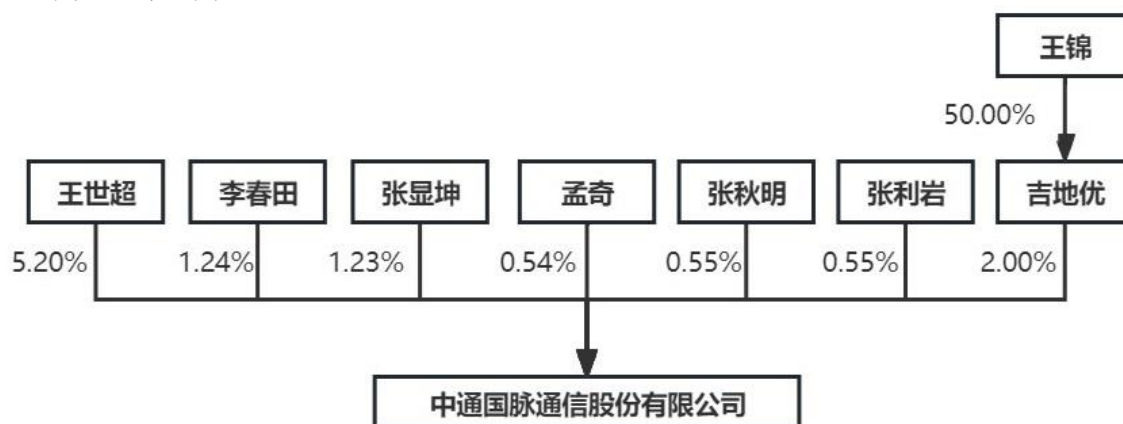 王锦
50.00%
王世超 李春田 张显坤 孟奇 张秋明 张利岩 吉地优
5.20% 1.24% 1.23% 0.54% 0.55% 0.55% 2.00%
中通国脉通信股份有限公司